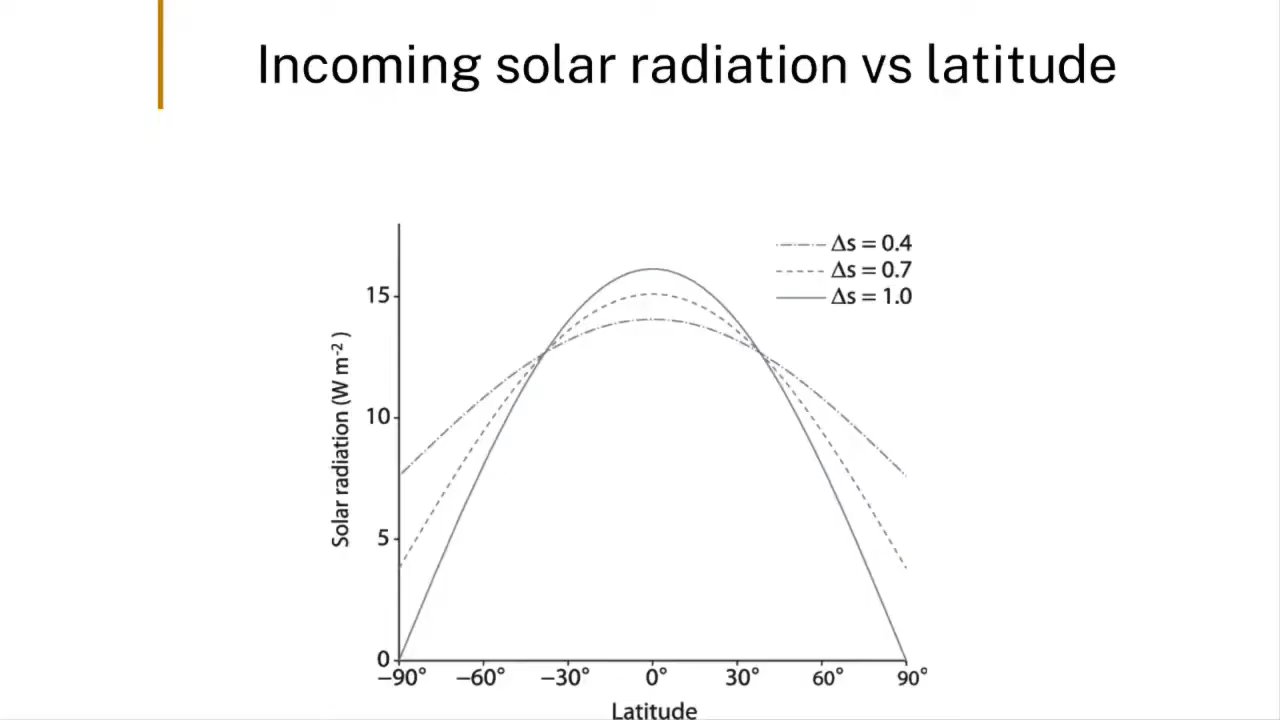 Incoming solar radiation vs latitude
Δs = 0.4
Δs = 0.7
Δs = 1.0
15
10
5
0
Solar radiation (W m⁻²)
−90° −60° −30° 0° 30° 60° 90°
Latitude